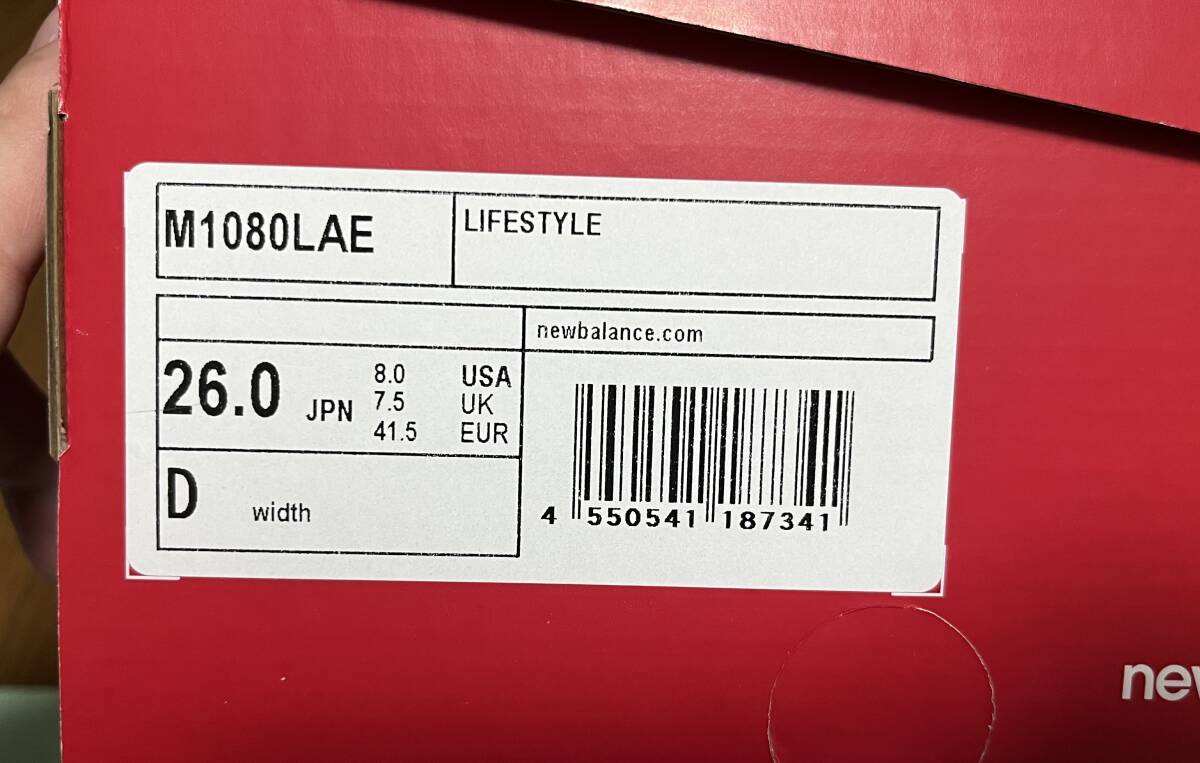 M1080LAE
LIFESTYLE
newbalance.com
26.0 JPN
8.0 USA
7.5 UK
41.5 EUR
D width
4 550541 187341